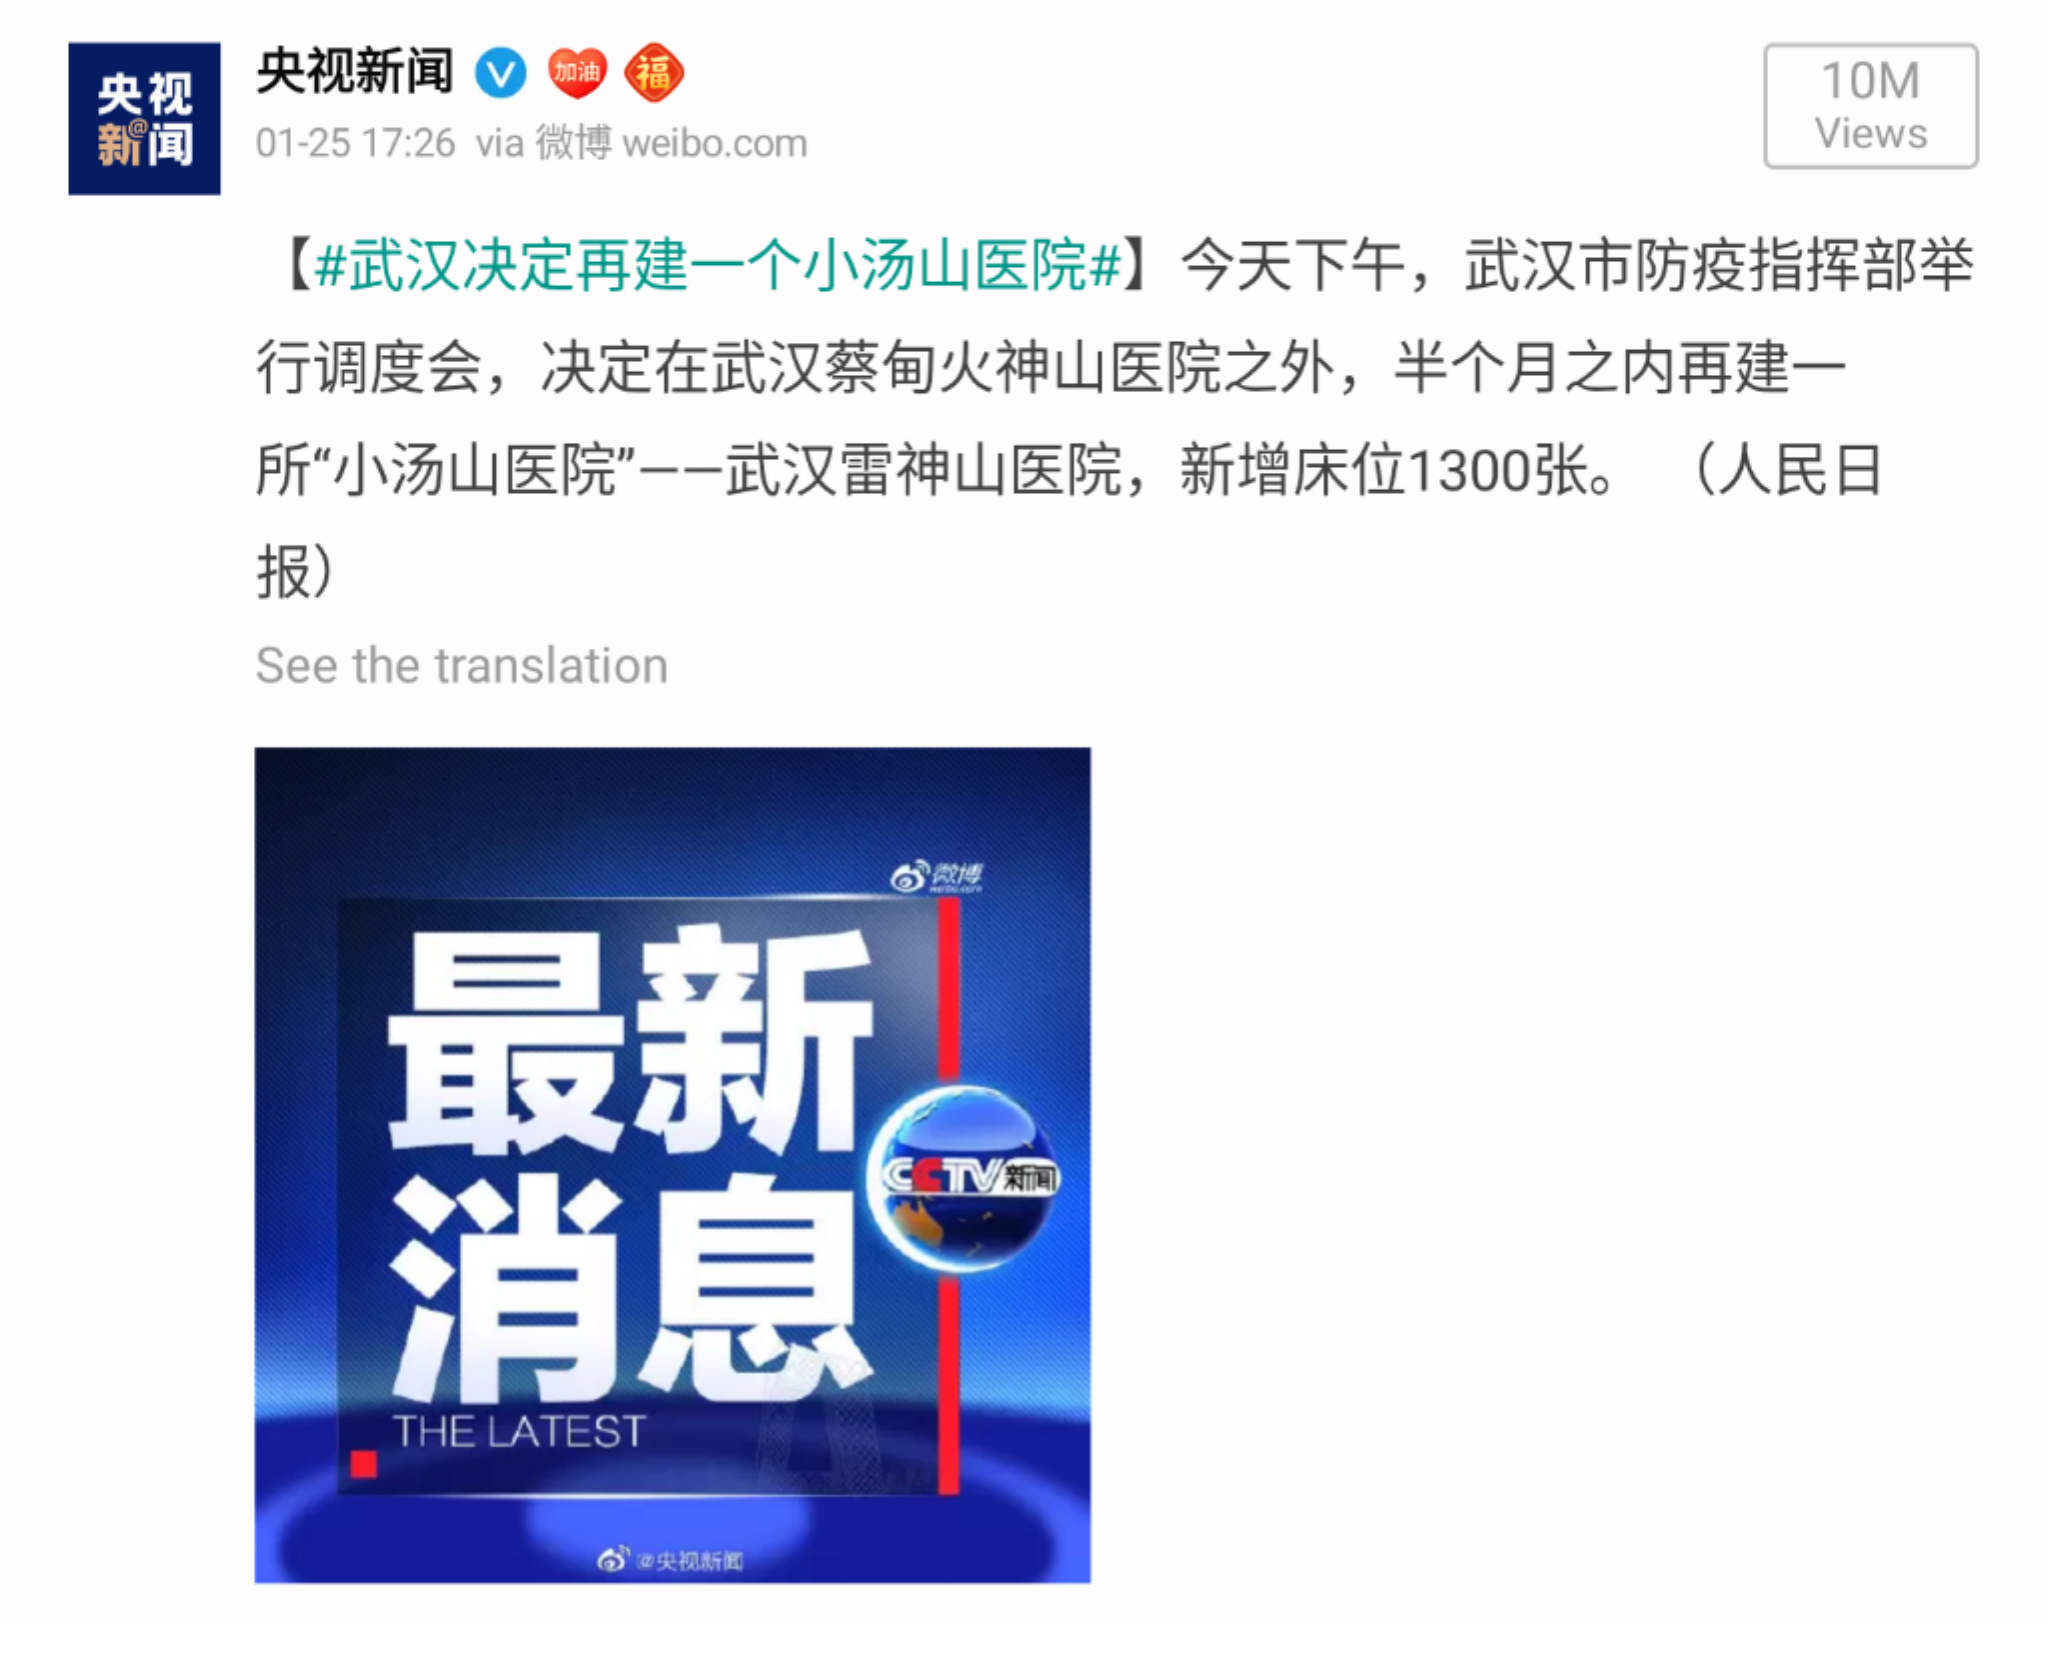 央视
新@闻
央视新闻 V 加油 福
01-25 17:26 via 微博 weibo.com
10M
Views
【#武汉决定再建一个小汤山医院#】今天下午，武汉市防疫指挥部举
行调度会，决定在武汉蔡甸火神山医院之外，半个月之内再建一
所“小汤山医院”——武汉雷神山医院，新增床位1300张。 （人民日
报）
See the translation
微博
weibo.com
最新
消息
CCTV新闻
THE LATEST
@央视新闻